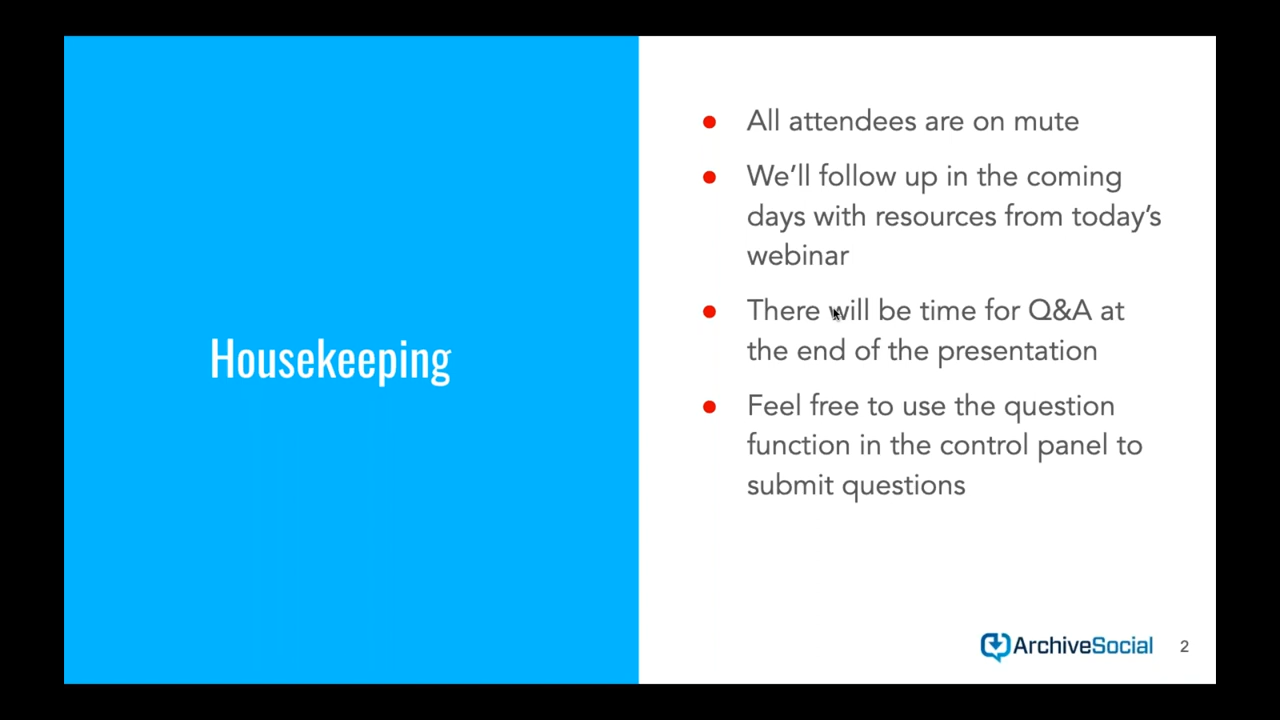 Housekeeping
● All attendees are on mute
● We’ll follow up in the coming
days with resources from today’s
webinar
● There will be time for Q&A at
the end of the presentation
● Feel free to use the question
function in the control panel to
submit questions
ArchiveSocial
2